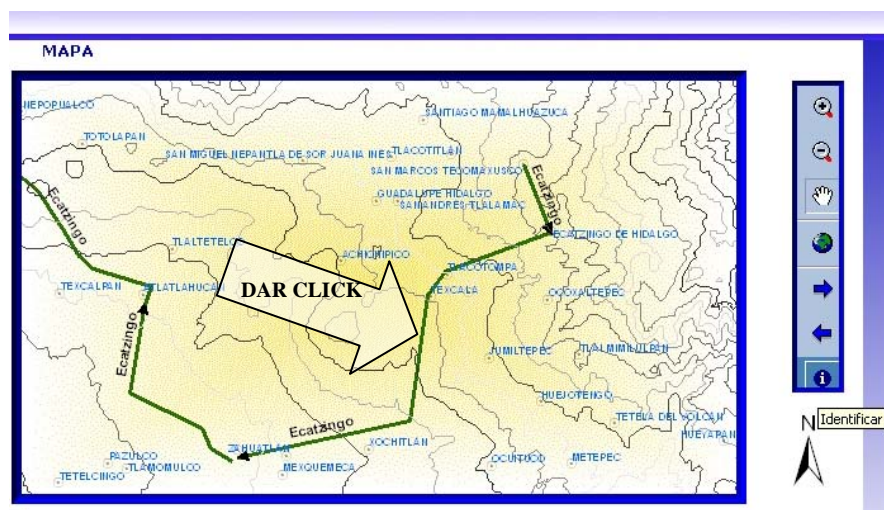 MAPA
NEPOPUALCO
SANTIAGO MAMALHUAZUCA
TOTOLAPAN
SAN MIGUEL NEPANTLA DE SOR JUANA INES
TLACOTITLAN
SAN MARCOS TECOMAXUSCO
GUADALUPE HIDALGO
SAN ANDRES TLALAMAC
Ecatzingo
Ecatzingo
ECATZINGO DE HIDALGO
TLALTETELCO
ACHICHIPICO
TLACOTOMPA
DAR CLICK
TEXCALPAN
ATLATLAHUCAN
TEXCALA
OCOXALTEPEC
Ecatzingo
JUMILTEPEC
TLALMIMILULPAN
HUEJOTENGO
TETELA DEL VOLCAN
HUEYAPAN
Ecatzingo
ZAHUATLAN
XOCHITLAN
PAZULCO
TLAMOMULCO
MEXQUEMECA
OCUITUCO
METEPEC
TETELCINGO
N
Identificar